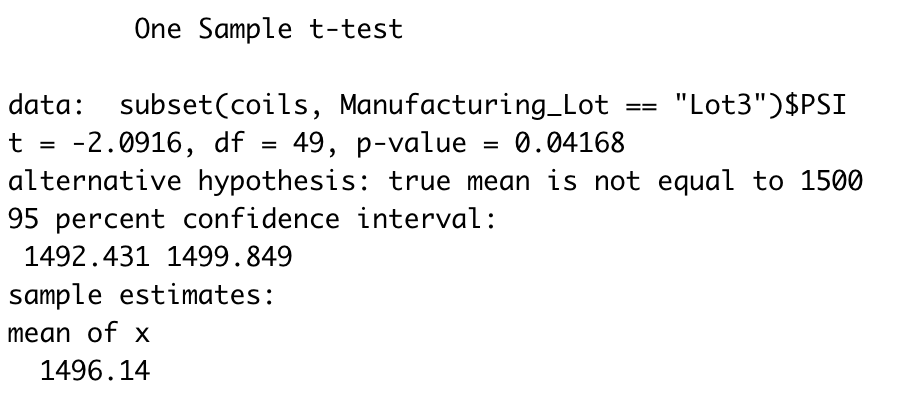 One Sample t-test
data:  subset(coils, Manufacturing_Lot == "Lot3")$PSI
t = -2.0916, df = 49, p-value = 0.04168
alternative hypothesis: true mean is not equal to 1500
95 percent confidence interval:
1492.431 1499.849
sample estimates:
mean of x
1496.14